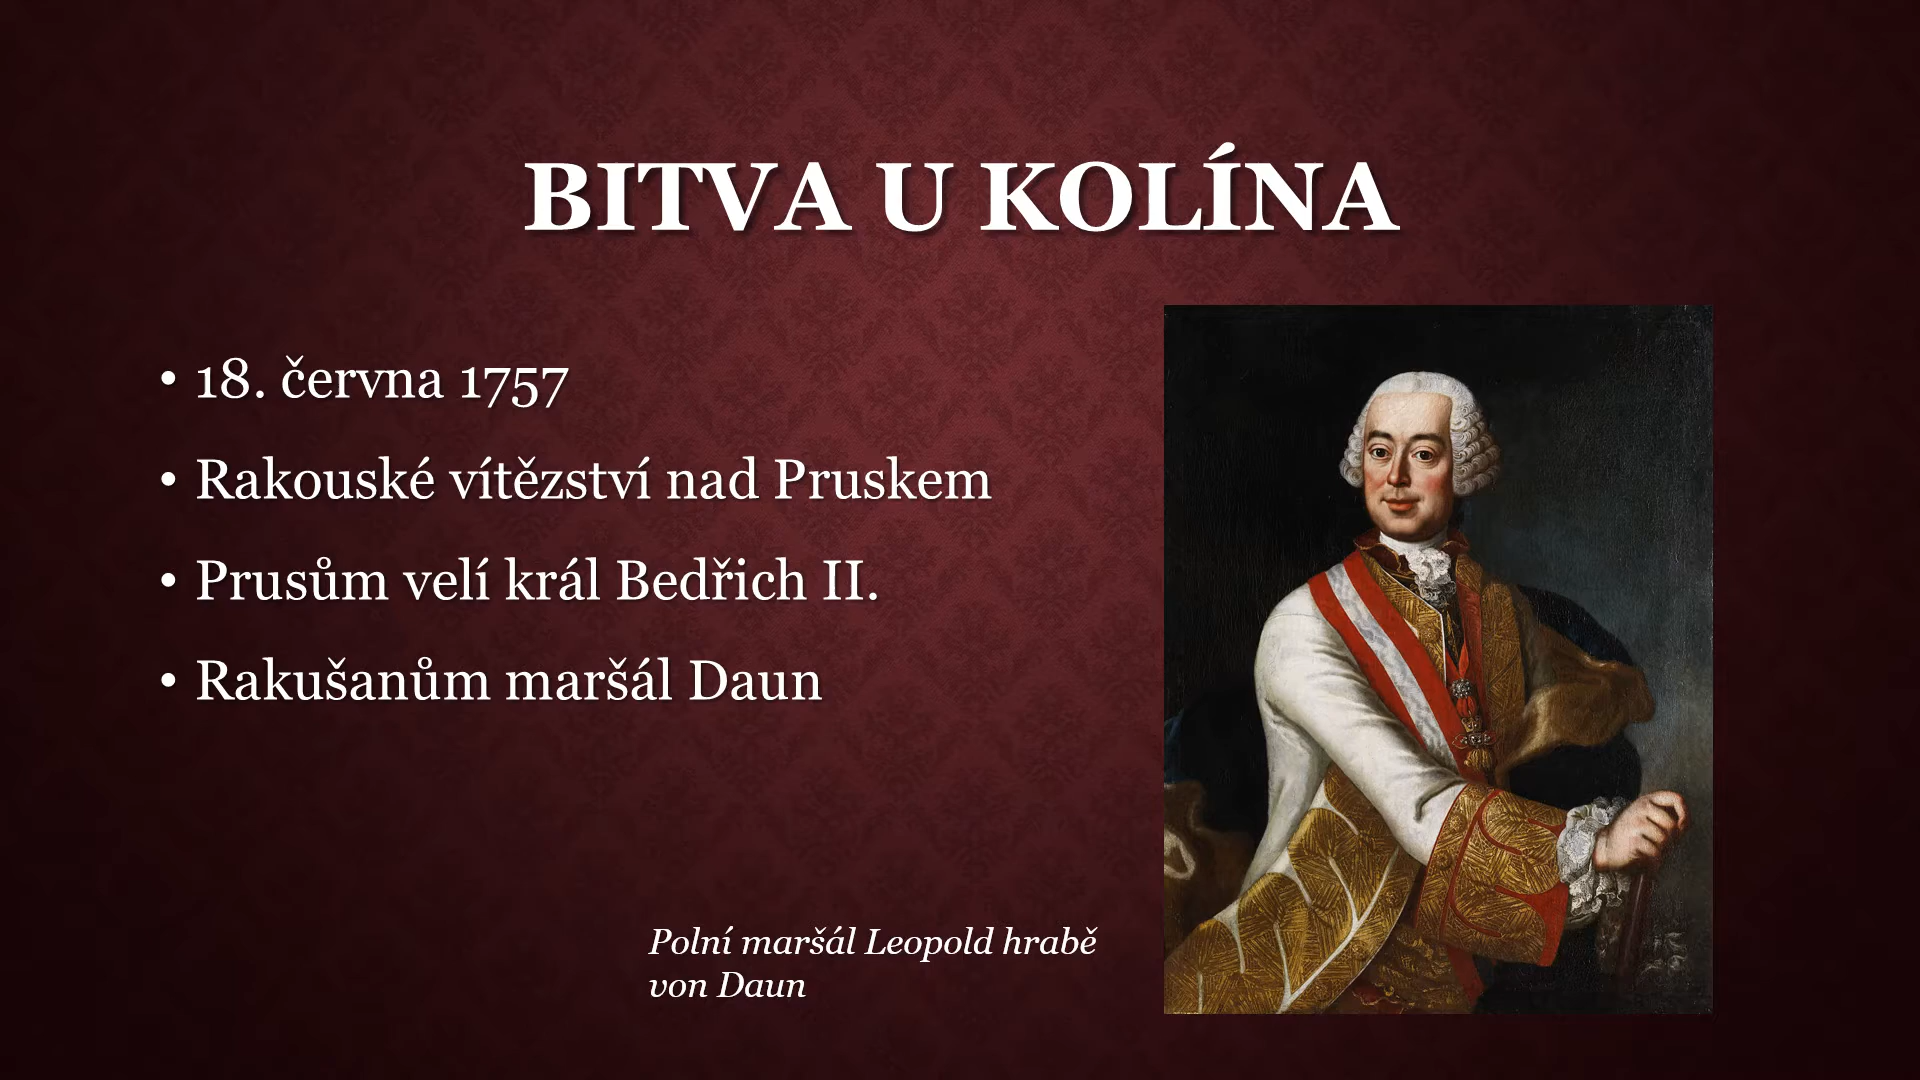 BITVA U KOLÍNA
• 18. června 1757
• Rakouské vítězství nad Pruskem
• Prusům velí král Bedřich II.
• Rakušanům maršál Daun
Polní maršál Leopold hrabě
von Daun